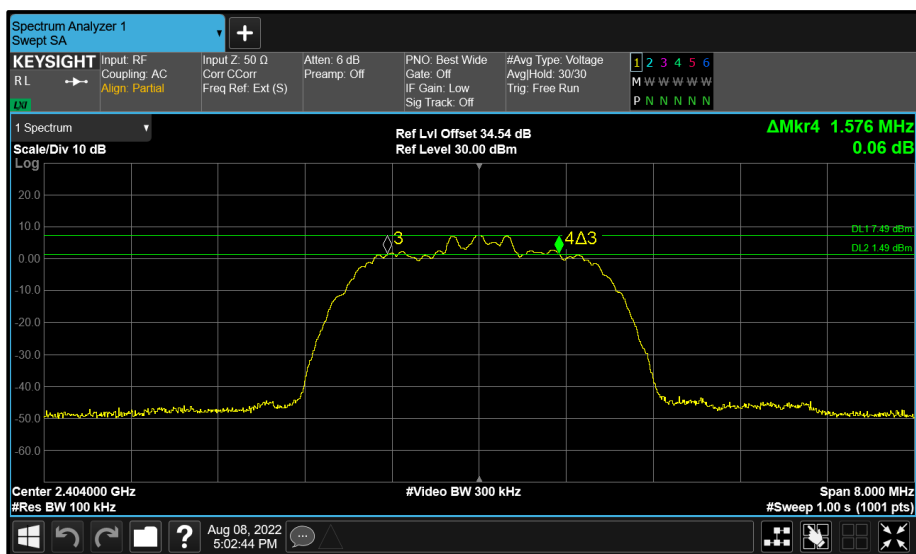 Spectrum Analyzer 1
Swept SA
KEYSIGHT
RL
LXI
Input: RF
Coupling: AC
Align: Partial
Input Z: 50 Ω
Corr CCorr
Freq Ref: Ext (S)
Atten: 6 dB
Preamp: Off
PNO: Best Wide
Gate: Off
IF Gain: Low
Sig Track: Off
#Avg Type: Voltage
Avg|Hold: 30/30
Trig: Free Run
1 2 3 4 5 6
M W W W W W
P N N N N N
1 Spectrum
Scale/Div 10 dB
Ref Lvl Offset 34.54 dB
Ref Level 30.00 dBm
ΔMkr4 1.576 MHz
0.06 dB
Log
20.0
10.0
0.00
-10.0
-20.0
-30.0
-40.0
-50.0
-60.0
3
4Δ3
DL1 7.49 dBm
DL2 1.49 dBm
Center 2.404000 GHz
#Res BW 100 kHz
#Video BW 300 kHz
Span 8.000 MHz
#Sweep 1.00 s (1001 pts)
?
Aug 08, 2022
5:02:44 PM